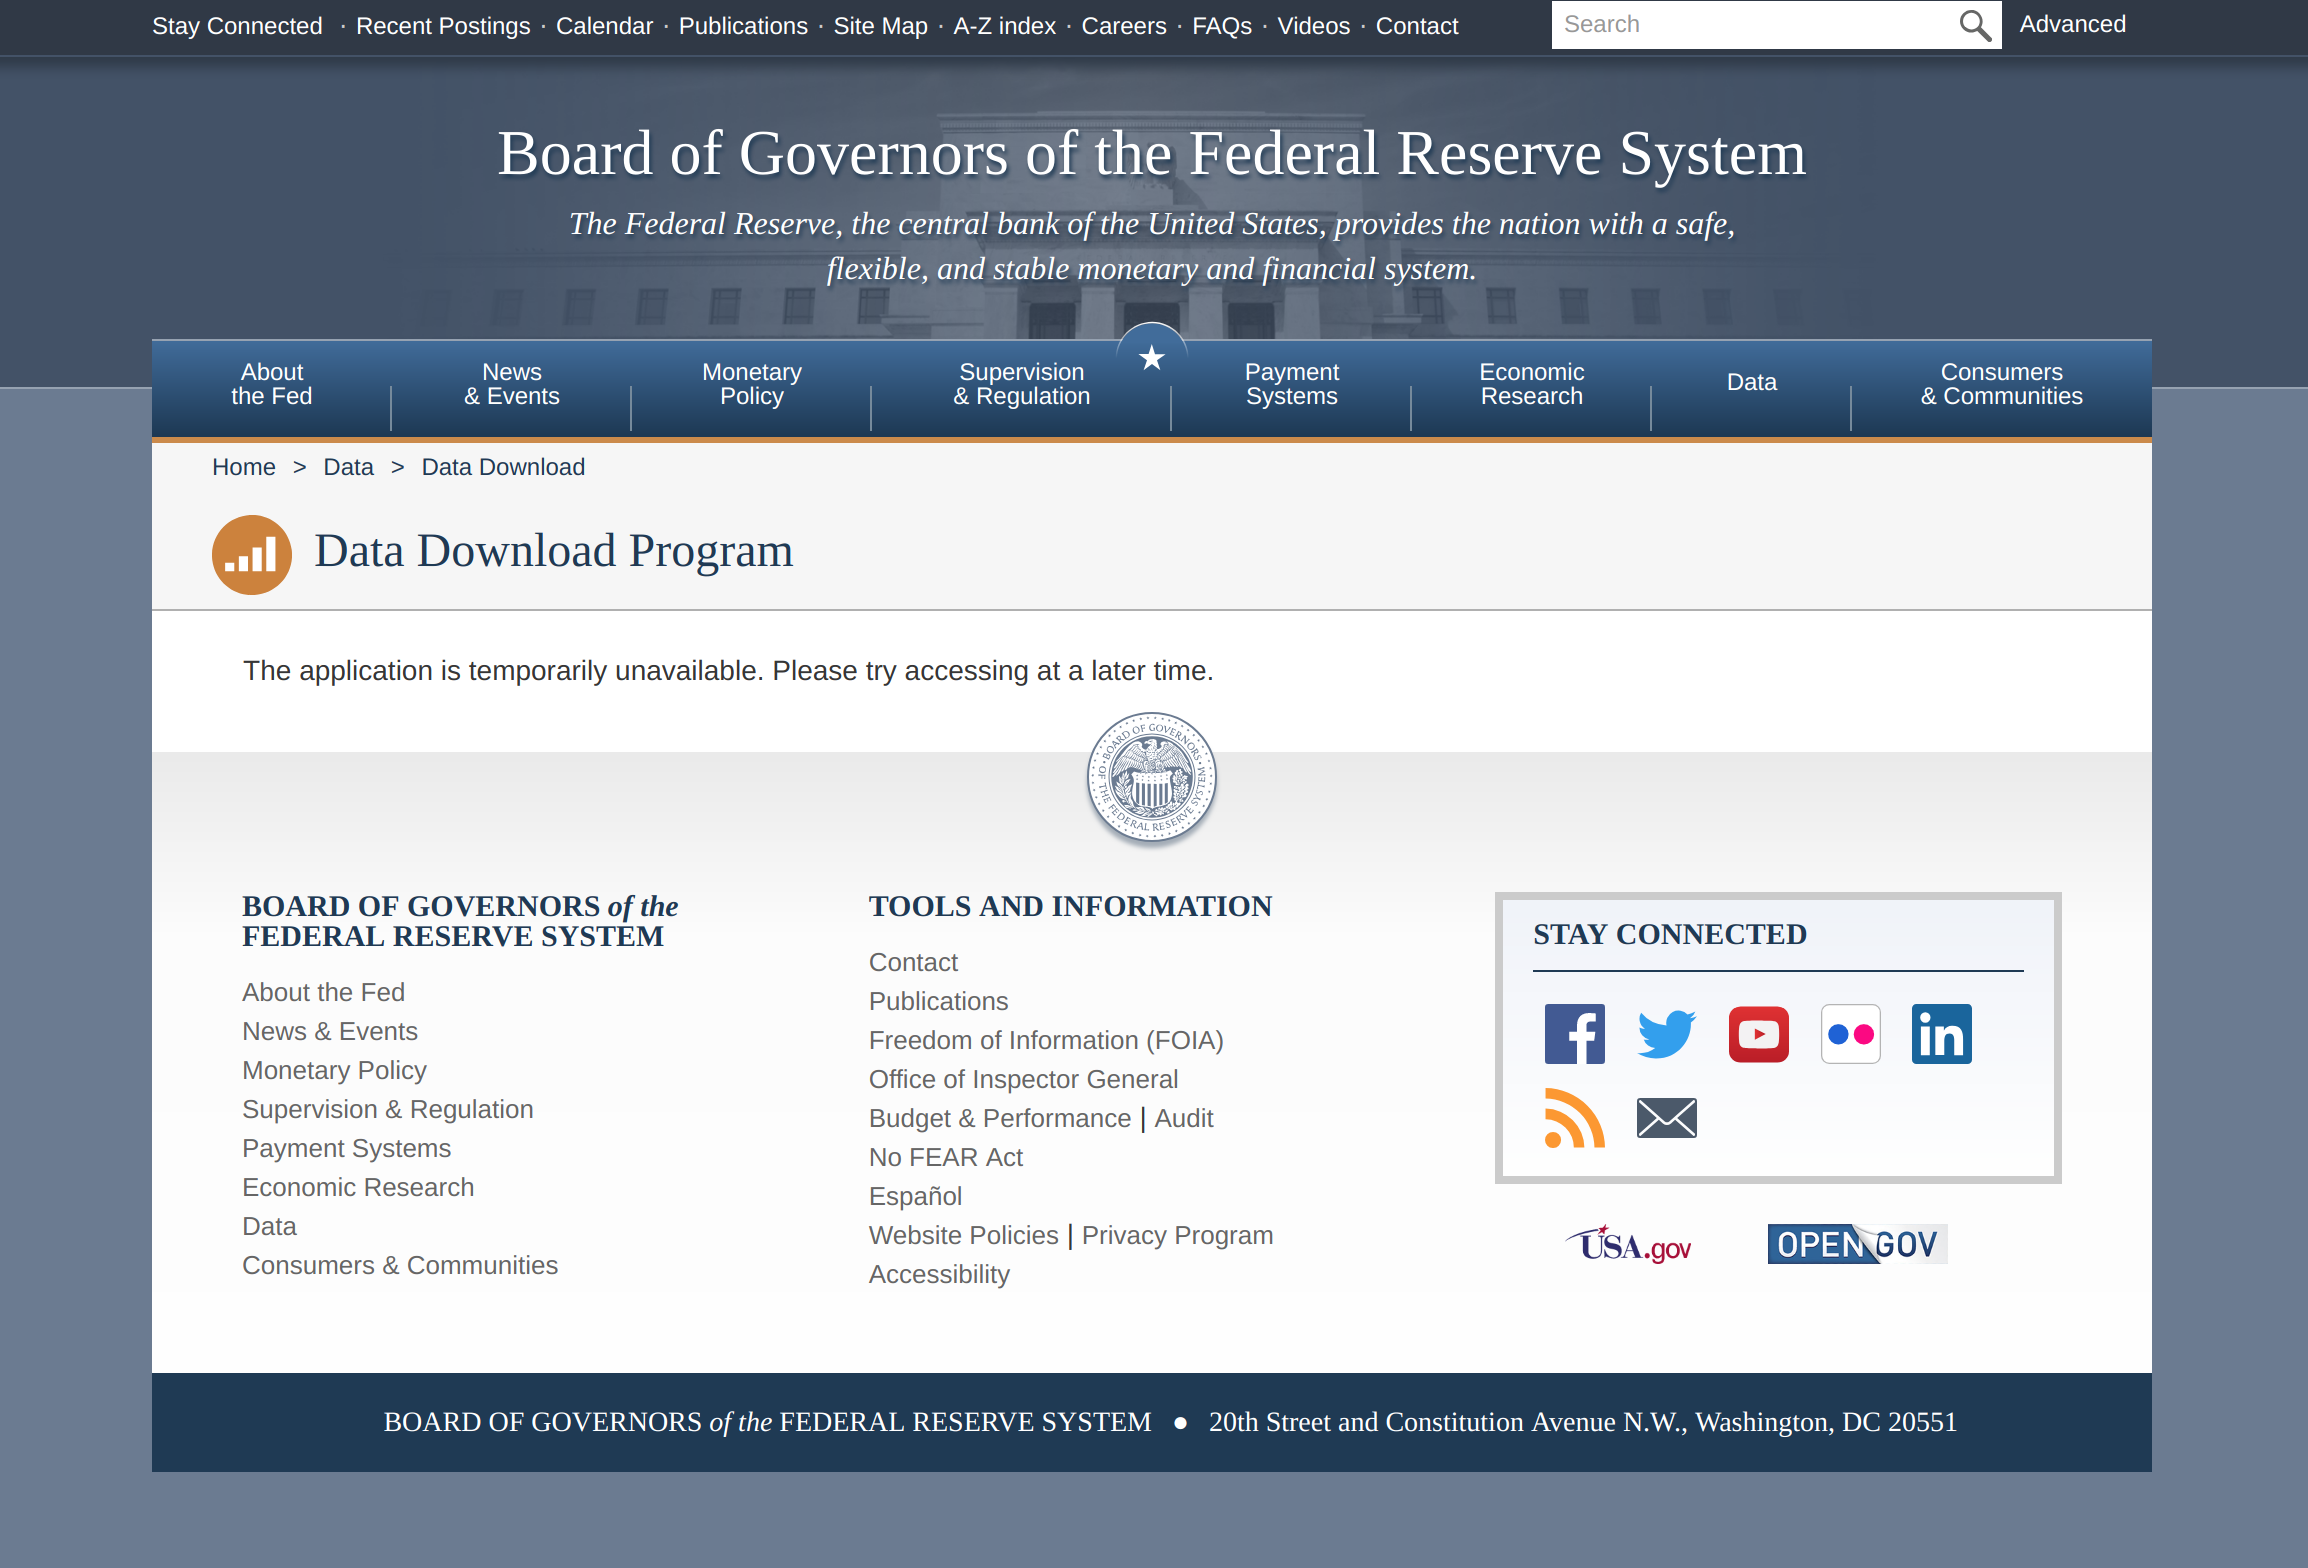 Stay Connected · Recent Postings · Calendar · Publications · Site Map · A-Z index · Careers · FAQs · Videos · Contact
Search
Advanced
Board of Governors of the Federal Reserve System
The Federal Reserve, the central bank of the United States, provides the nation with a safe,
flexible, and stable monetary and financial system.
About
the Fed
News
& Events
Monetary
Policy
Supervision
& Regulation
Payment
Systems
Economic
Research
Data
Consumers
& Communities
Home > Data > Data Download
Data Download Program
The application is temporarily unavailable. Please try accessing at a later time.
BOARD OF GOVERNORS
OF THE FEDERAL RESERVE SYSTEM
BOARD OF GOVERNORS of the
FEDERAL RESERVE SYSTEM
About the Fed
News & Events
Monetary Policy
Supervision & Regulation
Payment Systems
Economic Research
Data
Consumers & Communities
TOOLS AND INFORMATION
Contact
Publications
Freedom of Information (FOIA)
Office of Inspector General
Budget & Performance | Audit
No FEAR Act
Español
Website Policies | Privacy Program
Accessibility
STAY CONNECTED
f
in
USA.gov
OPEN GOV
BOARD OF GOVERNORS of the FEDERAL RESERVE SYSTEM ● 20th Street and Constitution Avenue N.W., Washington, DC 20551